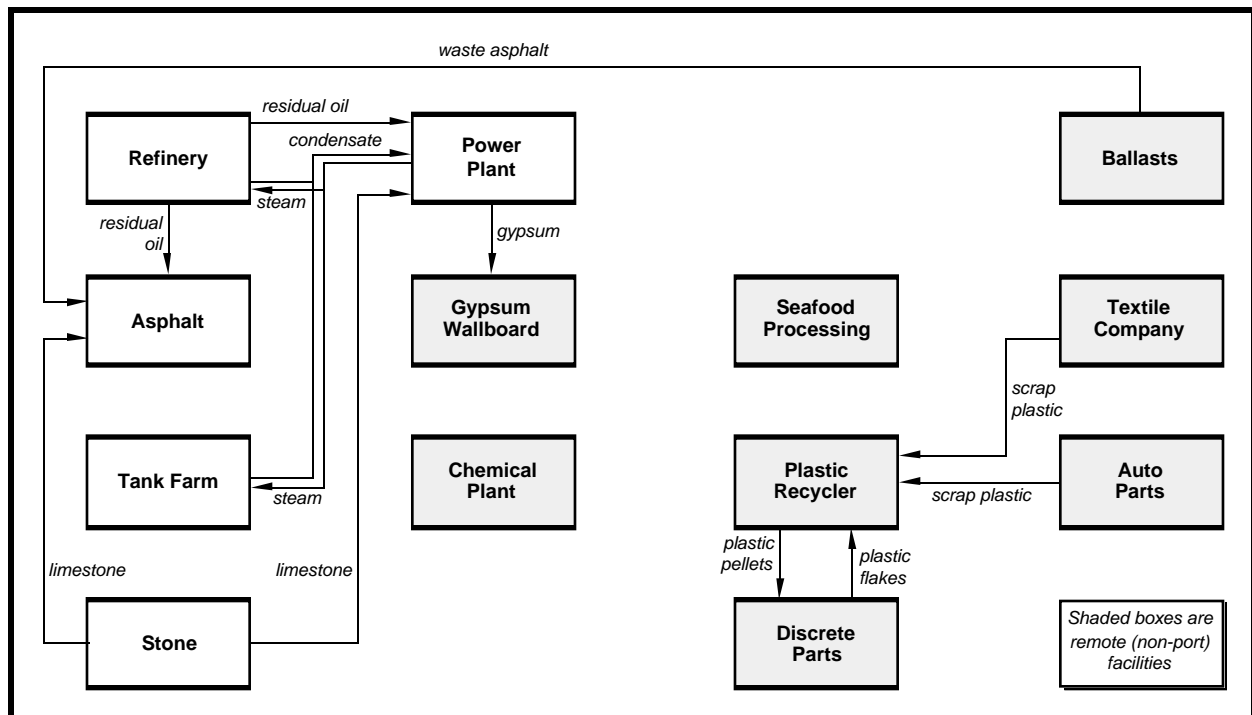 waste asphalt
residual oil
condensate
Refinery
Power
Plant
Ballasts
steam
residual
oil
gypsum
Asphalt
Gypsum
Wallboard
Seafood
Processing
Textile
Company
scrap
plastic
Tank Farm
Chemical
Plant
Plastic
Recycler
Auto
Parts
steam
scrap plastic
limestone
limestone
plastic
pellets
plastic
flakes
Stone
Discrete
Parts
Shaded boxes are
remote (non-port)
facilities